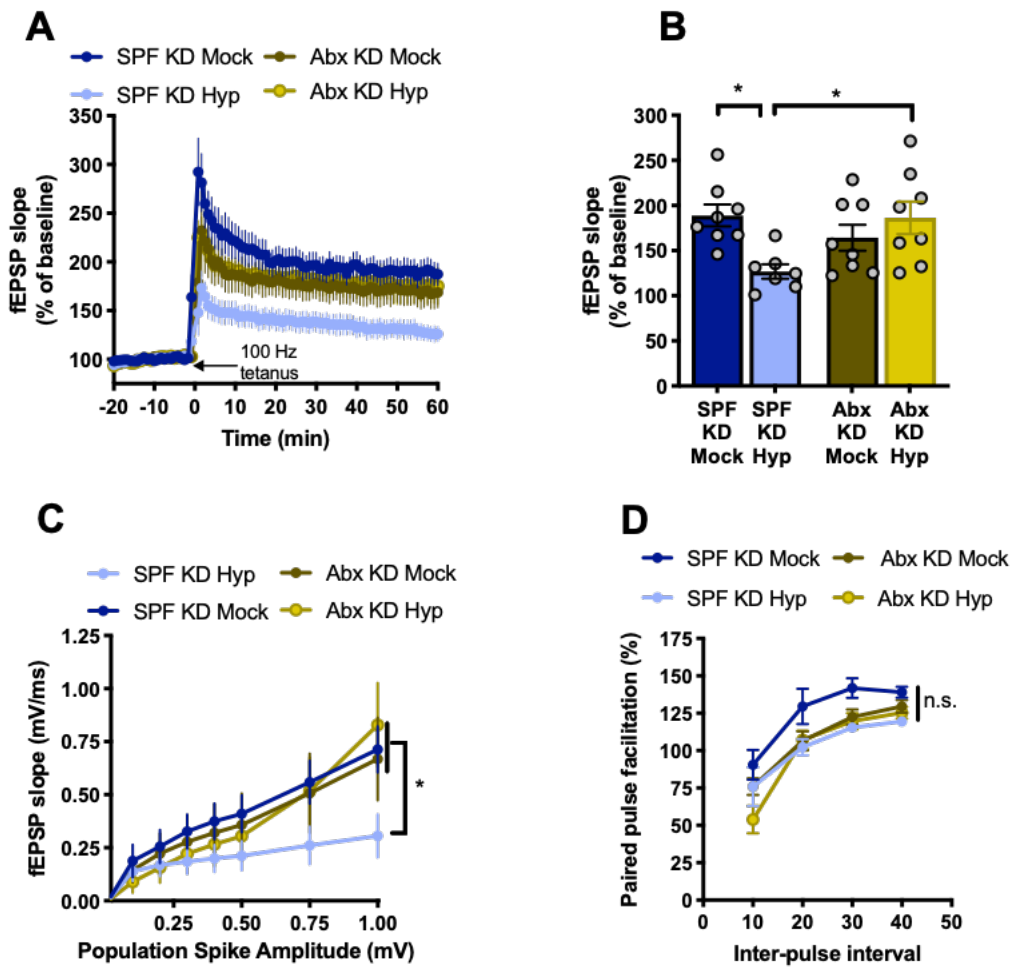 A
SPF KD Mock
Abx KD Mock
SPF KD Hyp
Abx KD Hyp
fEPSP slope
(% of baseline)
350
300
250
200
150
100
100 Hz
tetanus
-20 -10 0 10 20 30 40 50 60
Time (min)
B
*
*
fEPSP slope
(% of baseline)
300
200
150
100
50
0
SPF KD Mock
SPF KD Hyp
Abx KD Mock
Abx KD Hyp
C
SPF KD Hyp
Abx KD Mock
SPF KD Mock
Abx KD Hyp
fEPSP slope (mV/ms)
1.25
1.00
0.75
0.50
0.25
0.00
*
0.25 0.50 0.75 1.00
Population Spike Amplitude (mV)
D
SPF KD Mock
Abx KD Mock
SPF KD Hyp
Abx KD Hyp
Paired pulse facilitation (%)
175
150
125
100
75
50
25
0
n.s.
0 10 20 30 40 50
Inter-pulse interval